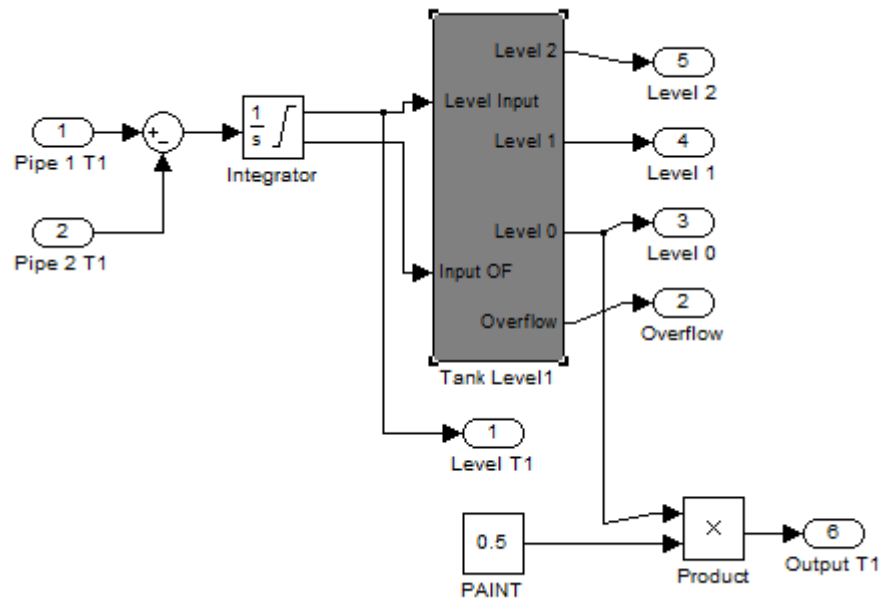 Level 2
5
Level 2
Level Input
1
s
Integrator
1
Pipe 1 T1
+
−
Level 1
4
Level 1
2
Pipe 2 T1
Level 0
3
Level 0
Input OF
Overflow
2
Overflow
Tank Level1
1
Level T1
0.5
PAINT
×
Product
6
Output T1